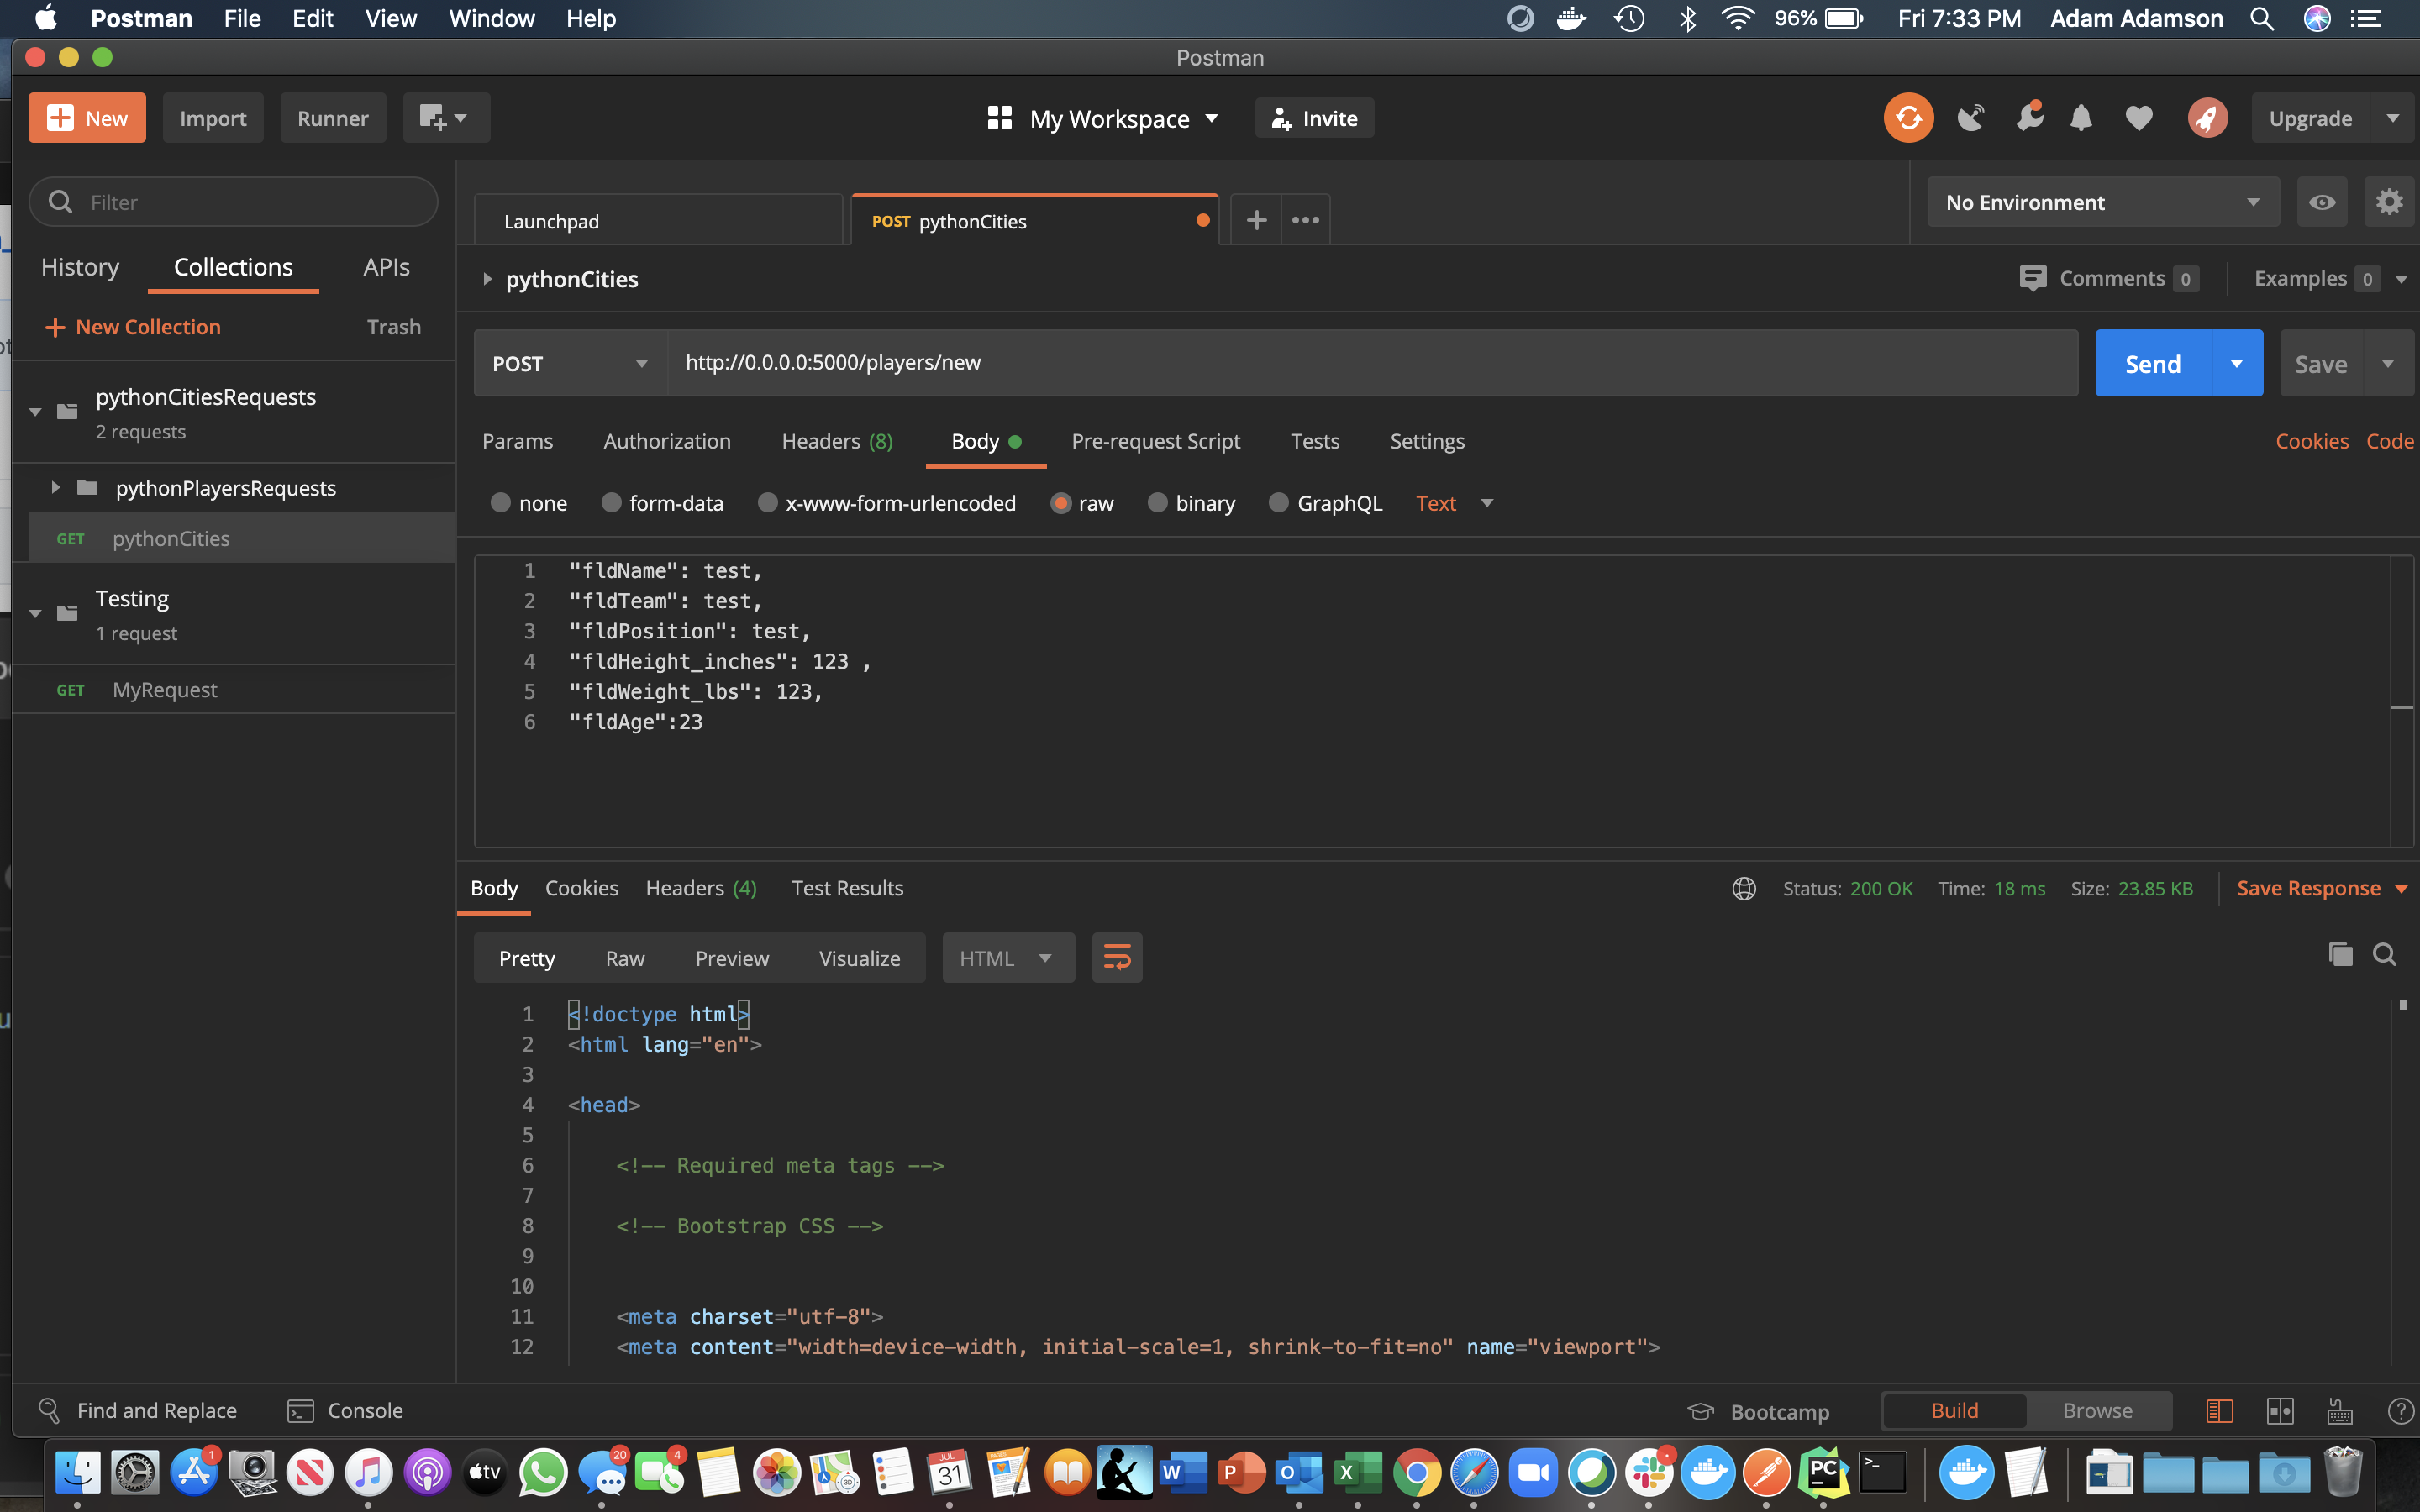 Postman File Edit View Window Help 96% Fri 7:33 PM Adam Adamson
Postman
New Import Runner My Workspace Invite Upgrade
Filter
Launchpad POST pythonCities No Environment
History Collections APIs
pythonCities Comments 0 Examples 0
New Collection Trash
POST http://0.0.0.0:5000/players/new Send Save
pythonCitiesRequests
2 requests
Params Authorization Headers (8) Body Pre-request Script Tests Settings Cookies Code
pythonPlayersRequests
none form-data x-www-form-urlencoded raw binary GraphQL Text
GET pythonCities
Testing
1 request
GET MyRequest
1 "fldName": test,
2 "fldTeam": test,
3 "fldPosition": test,
4 "fldHeight_inches": 123 ,
5 "fldWeight_lbs": 123,
6 "fldAge":23
Body Cookies Headers (4) Test Results Status: 200 OK Time: 18 ms Size: 23.85 KB Save Response
Pretty Raw Preview Visualize HTML
1 <!doctype html>
2 <html lang="en">
3
4 <head>
5
6 <!-- Required meta tags -->
7
8 <!-- Bootstrap CSS -->
9
10
11 <meta charset="utf-8">
12 <meta content="width=device-width, initial-scale=1, shrink-to-fit=no" name="viewport">
Find and Replace Console Bootcamp Build Browse
1 20 4 tv JUL 31 PAGES 3D W P O X PC >_